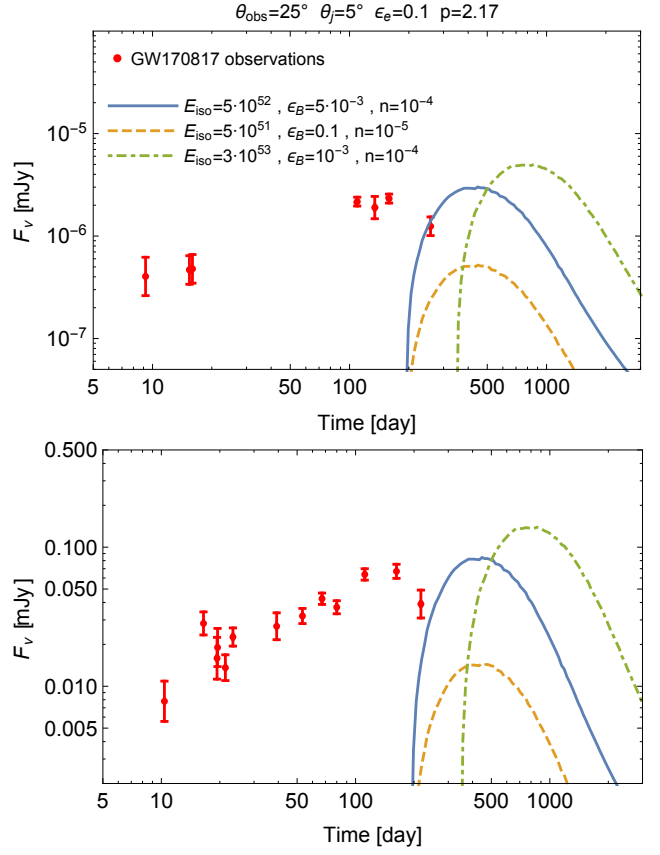 θobs=25° θj=5° ϵe=0.1 p=2.17
GW170817 observations
Eiso=5·10^52 , ϵB=5·10^-3 , n=10^-4
Eiso=5·10^51 , ϵB=0.1 , n=10^-5
Eiso=3·10^53 , ϵB=10^-3 , n=10^-4
10^-5
10^-6
10^-7
Fν [mJy]
5 10 50 100 500 1000
Time [day]
0.500
0.100
0.050
0.010
0.005
Fν [mJy]
5 10 50 100 500 1000
Time [day]